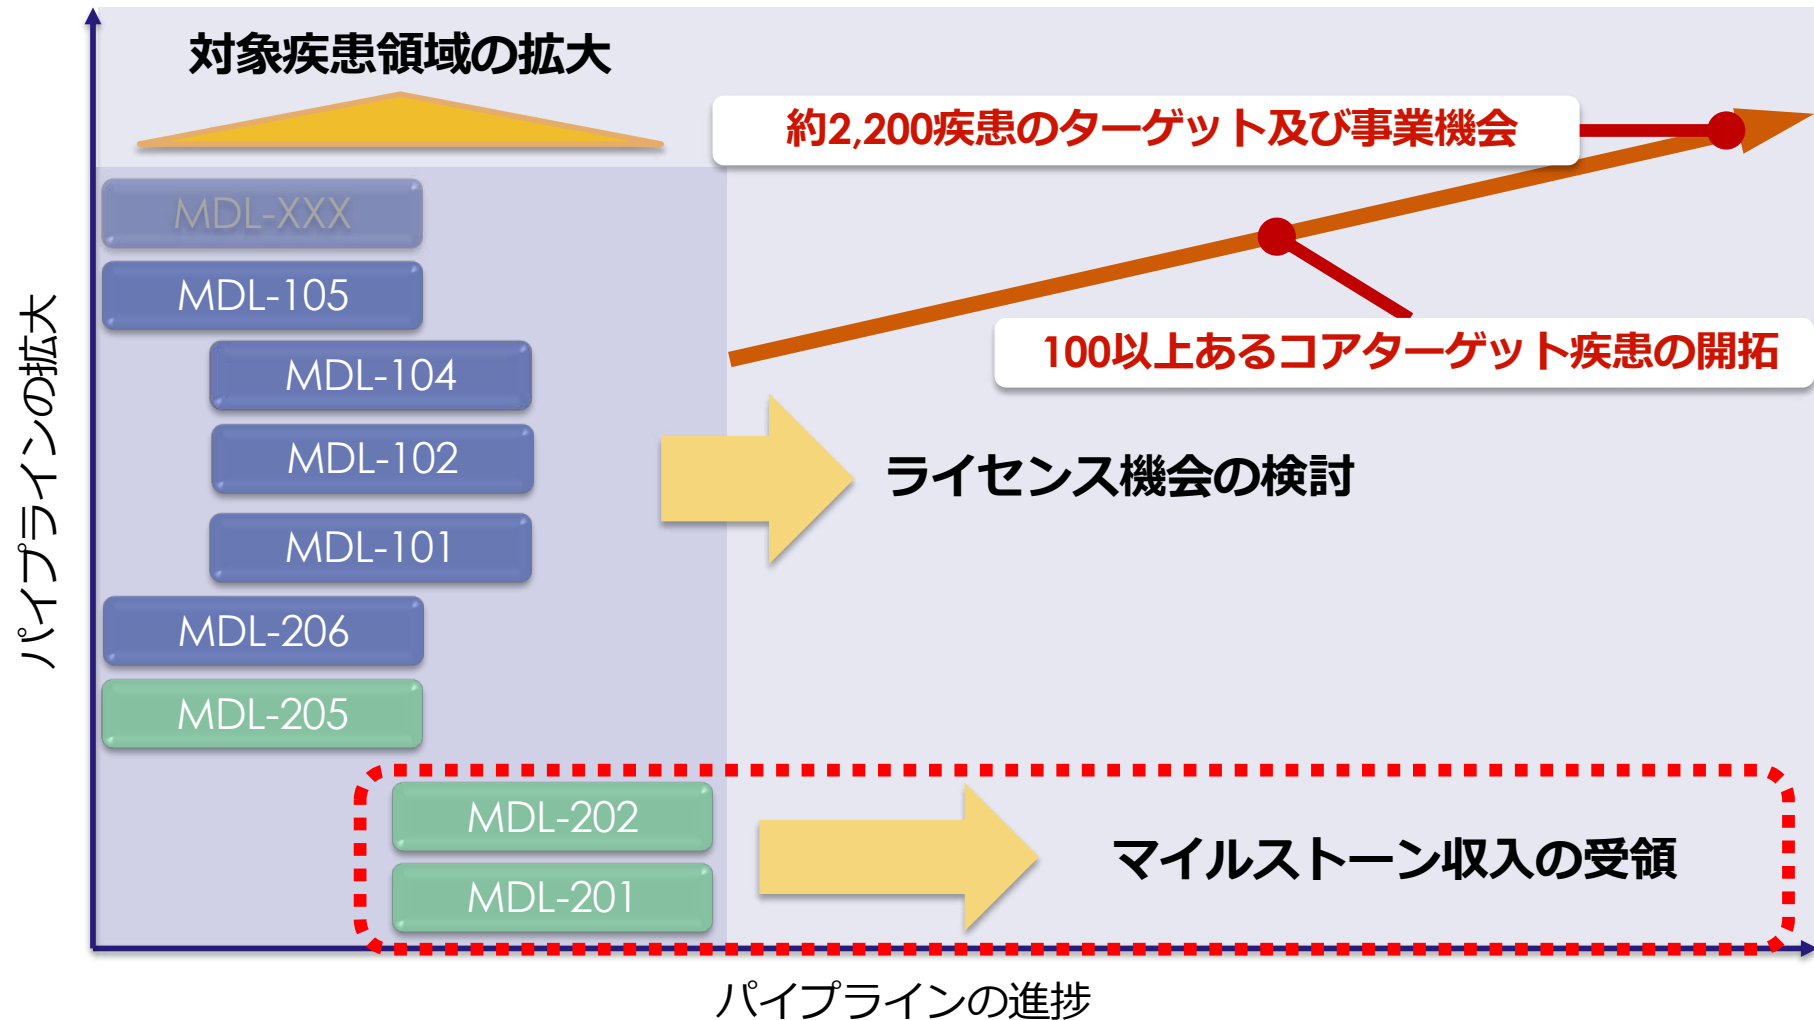 対象疾患領域の拡大
約2,200疾患のターゲット及び事業機会
MDL-XXX
MDL-105
100以上あるコアターゲット疾患の開拓
MDL-104
MDL-102
ライセンス機会の検討
MDL-101
MDL-206
MDL-205
MDL-202
マイルストーン収入の受領
MDL-201
パイプラインの拡大
パイプラインの進捗